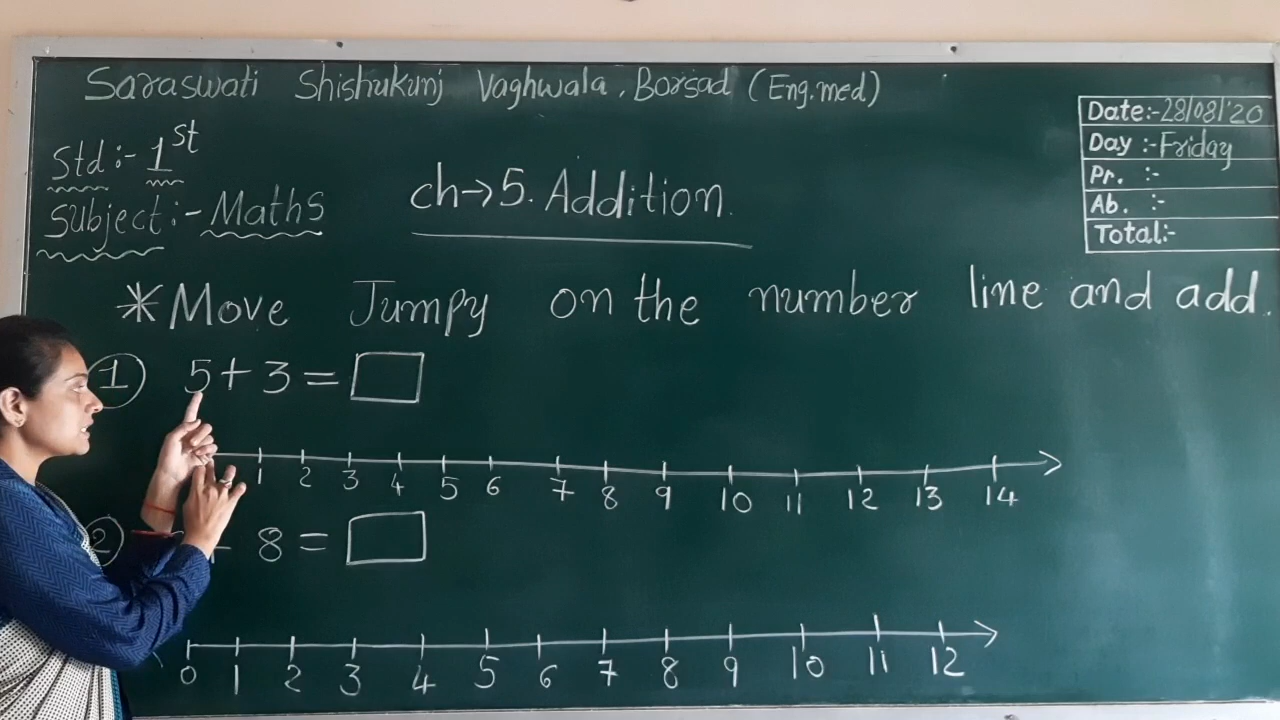 Saraswati Shishukunj Vaghwala, Borsad (Eng.med)
Date:-28/08/'20
Day :-Friday
Pr. :-
Ab. :-
Total:-
Std:- 1st
Subject:- Maths
ch→5. Addition.
*Move Jumpy on the number line and add.
1 5+3=
1 2 3 4 5 6 7 8 9 10 11 12 13 14
2 8 =
0 1 2 3 4 5 6 7 8 9 10 11 12